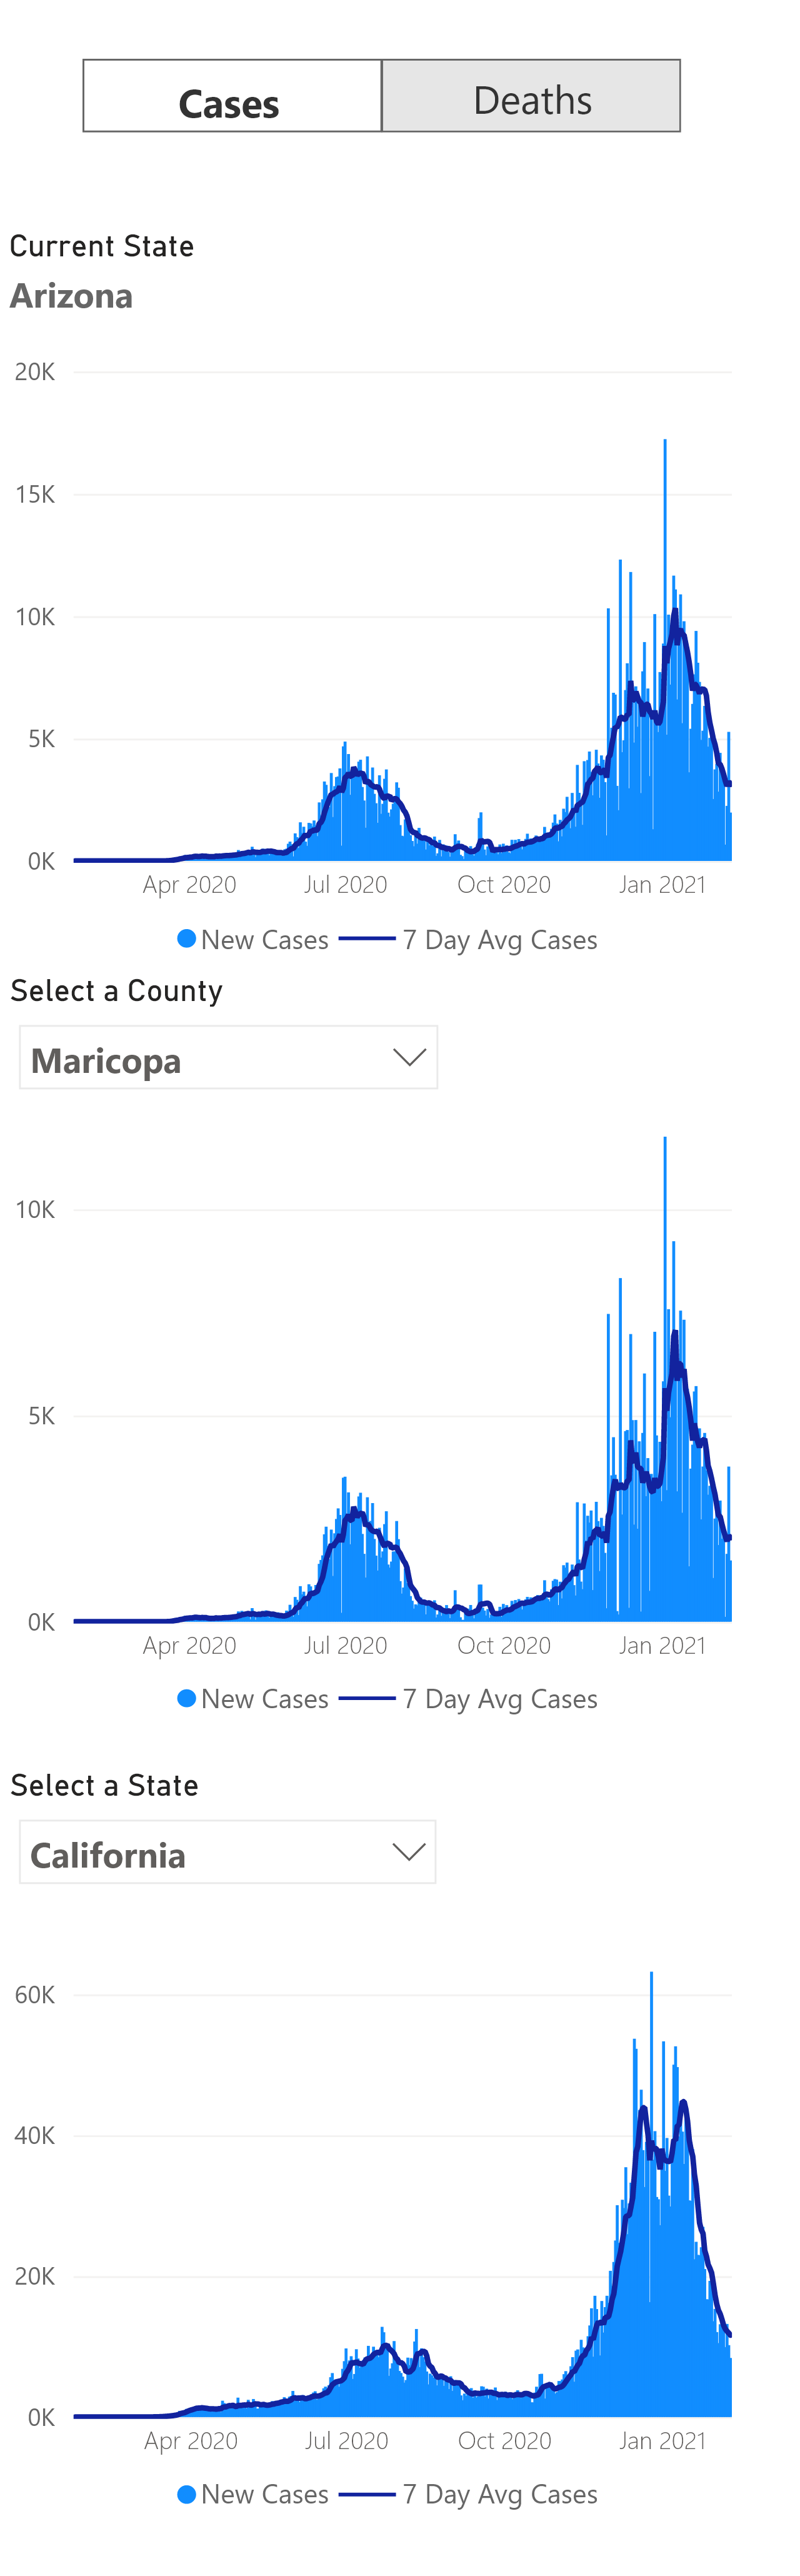 Cases Deaths
Current State
Arizona
20K
15K
10K
5K
0K
Apr 2020 Jul 2020 Oct 2020 Jan 2021
New Cases 7 Day Avg Cases
Select a County
Maricopa
10K
5K
0K
Apr 2020 Jul 2020 Oct 2020 Jan 2021
New Cases 7 Day Avg Cases
Select a State
California
60K
40K
20K
0K
Apr 2020 Jul 2020 Oct 2020 Jan 2021
New Cases 7 Day Avg Cases